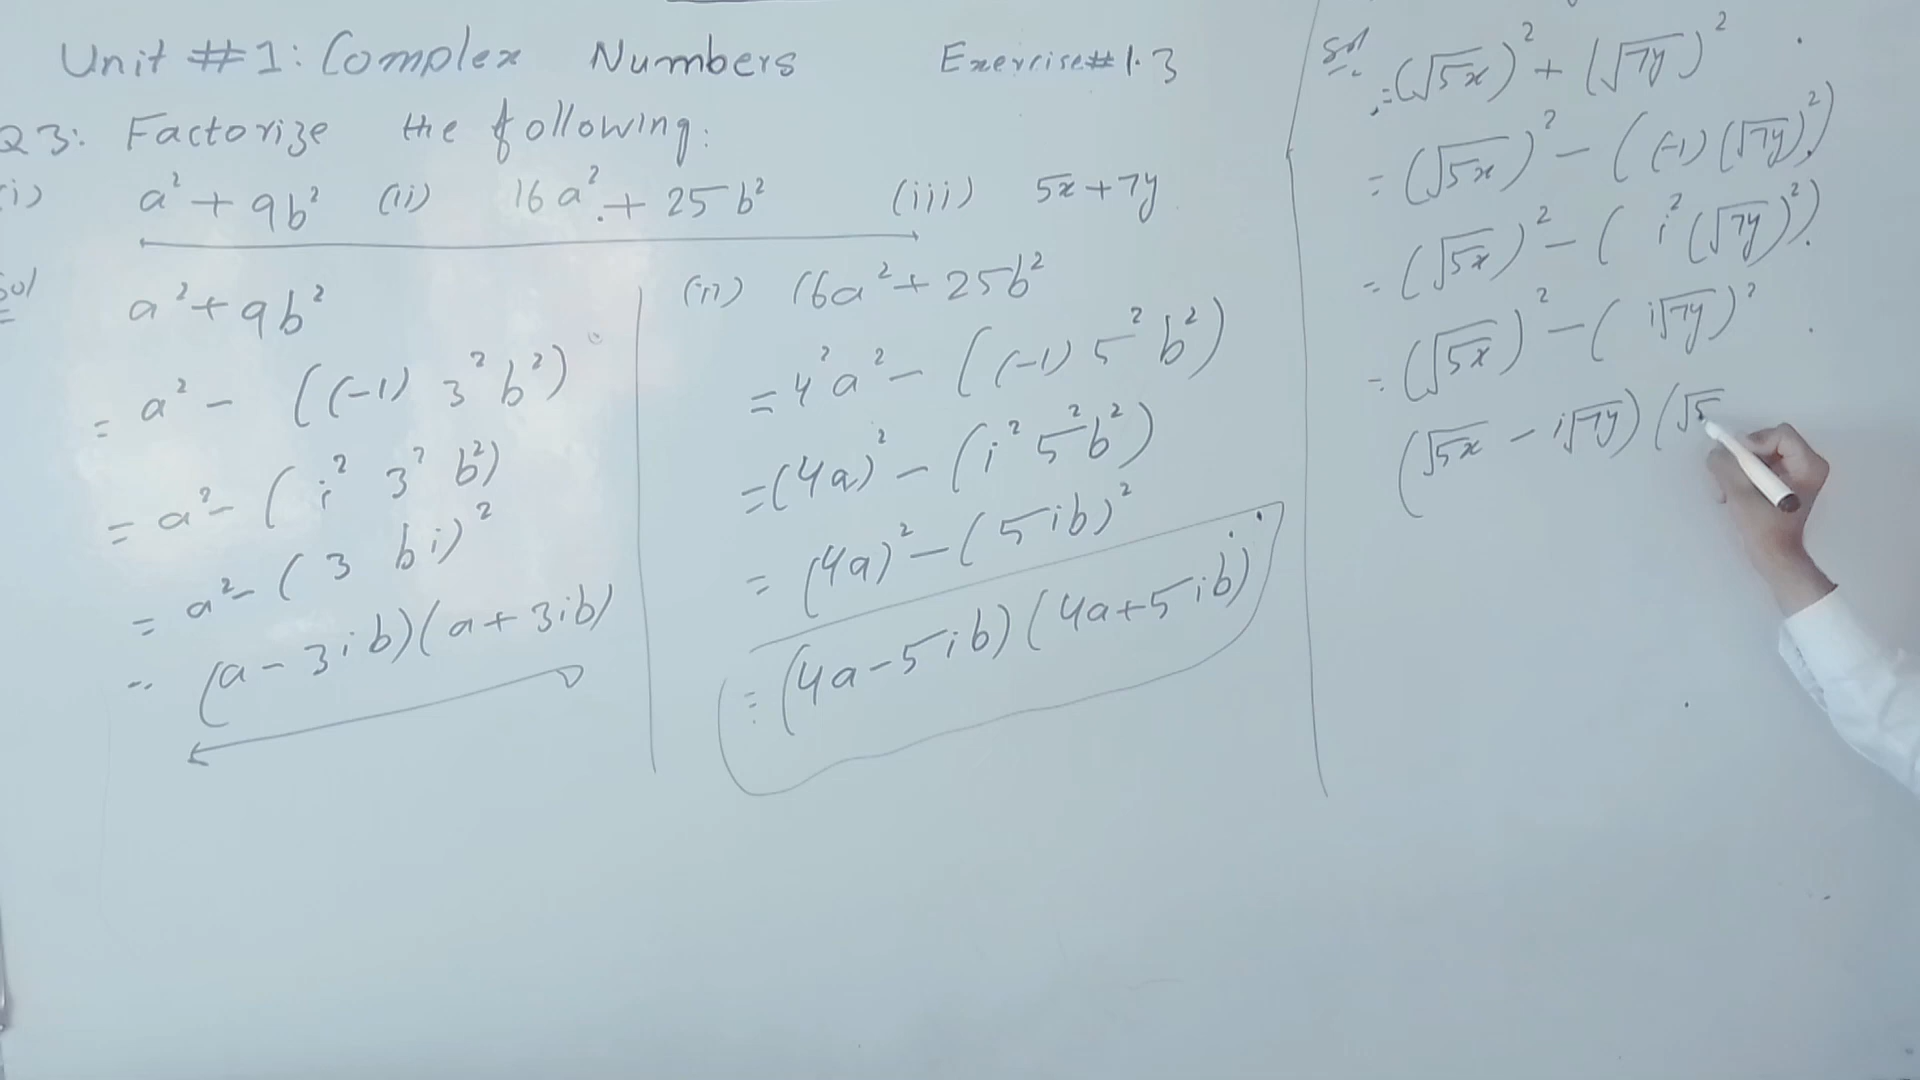 Unit #1: Complex Numbers Exercise#1.3
Q3: Factorize the following:
(i) a² + 9b² (ii) 16a² + 25b² (iii) 5x+7y
Sol a² + 9b²
= a² - ((-1) 3² b²)
= a² - ( i² 3² b²)
= a² - ( 3 bi)²
= (a - 3ib)(a + 3ib)
(ii) 16a² + 25b²
= 4²a² - ((-1) 5² b²)
= (4a)² - (i² 5² b²)
= (4a)² - (5ib)²
= (4a - 5ib)(4a + 5ib)
Sol = (√5x)² + (√7y)²
= (√5x)² - ((-1)(√7y)²)
= (√5x)² - ( i² (√7y)²)
= (√5x)² - ( i√7y)²
(√5x - i√7y)(√5